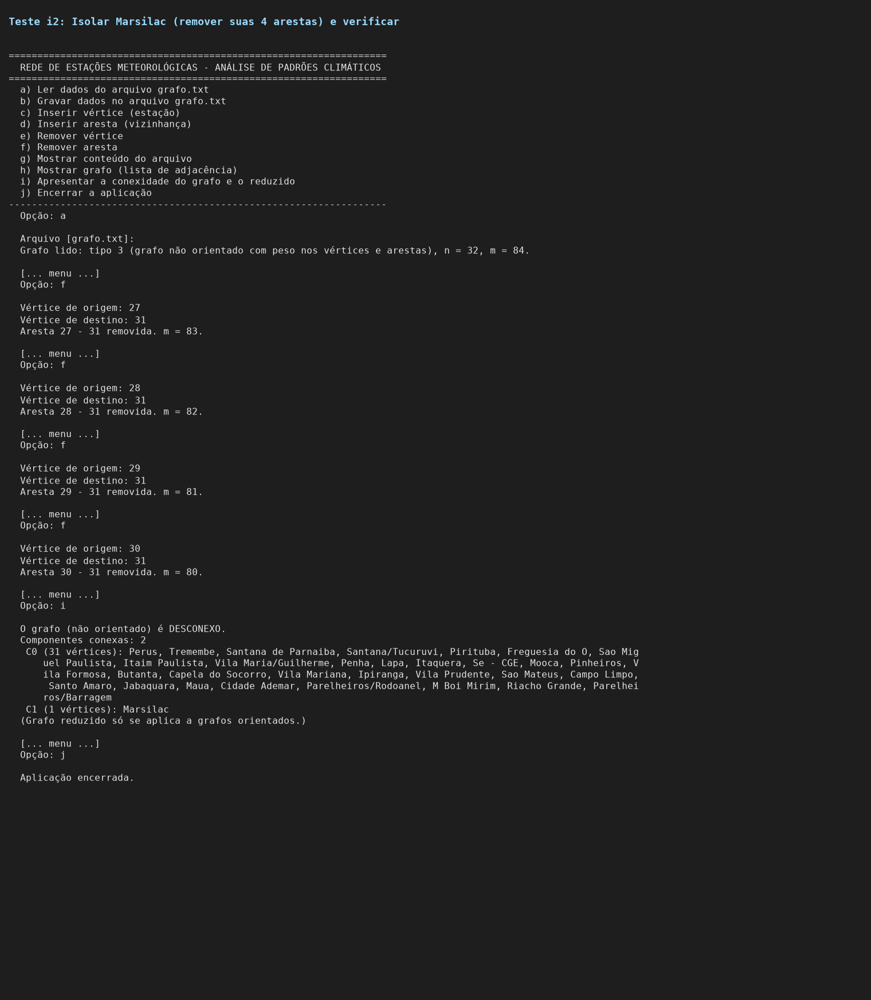 Teste i2: Isolar Marsilac (remover suas 4 arestas) e verificar
==================================================================
REDE DE ESTAÇÕES METEOROLÓGICAS - ANÁLISE DE PADRÕES CLIMÁTICOS
==================================================================
a) Ler dados do arquivo grafo.txt
b) Gravar dados no arquivo grafo.txt
c) Inserir vértice (estação)
d) Inserir aresta (vizinhança)
e) Remover vértice
f) Remover aresta
g) Mostrar conteúdo do arquivo
h) Mostrar grafo (lista de adjacência)
i) Apresentar a conexidade do grafo e o reduzido
j) Encerrar a aplicação
------------------------------------------------------------------
Opção: a
Arquivo [grafo.txt]:
Grafo lido: tipo 3 (grafo não orientado com peso nos vértices e arestas), n = 32, m = 84.
[... menu ...]
Opção: f
Vértice de origem: 27
Vértice de destino: 31
Aresta 27 - 31 removida. m = 83.
[... menu ...]
Opção: f
Vértice de origem: 28
Vértice de destino: 31
Aresta 28 - 31 removida. m = 82.
[... menu ...]
Opção: f
Vértice de origem: 29
Vértice de destino: 31
Aresta 29 - 31 removida. m = 81.
[... menu ...]
Opção: f
Vértice de origem: 30
Vértice de destino: 31
Aresta 30 - 31 removida. m = 80.
[... menu ...]
Opção: i
O grafo (não orientado) é DESCONEXO.
Componentes conexas: 2
C0 (31 vértices): Perus, Tremembe, Santana de Parnaiba, Santana/Tucuruvi, Pirituba, Freguesia do O, Sao Mig
uel Paulista, Itaim Paulista, Vila Maria/Guilherme, Penha, Lapa, Itaquera, Se - CGE, Mooca, Pinheiros, V
ila Formosa, Butanta, Capela do Socorro, Vila Mariana, Ipiranga, Vila Prudente, Sao Mateus, Campo Limpo,
Santo Amaro, Jabaquara, Maua, Cidade Ademar, Parelheiros/Rodoanel, M Boi Mirim, Riacho Grande, Parelhei
ros/Barragem
C1 (1 vértices): Marsilac
(Grafo reduzido só se aplica a grafos orientados.)
[... menu ...]
Opção: j
Aplicação encerrada.